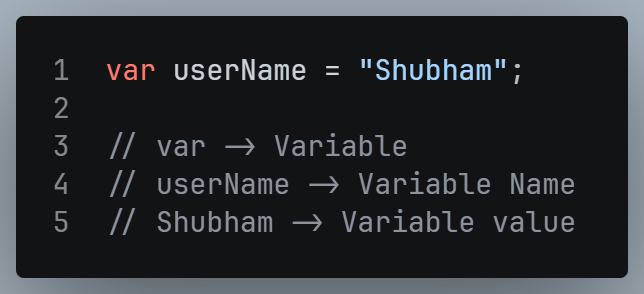 1 var userName = "Shubham";
2
3 // var -> Variable
4 // userName -> Variable Name
5 // Shubham -> Variable value